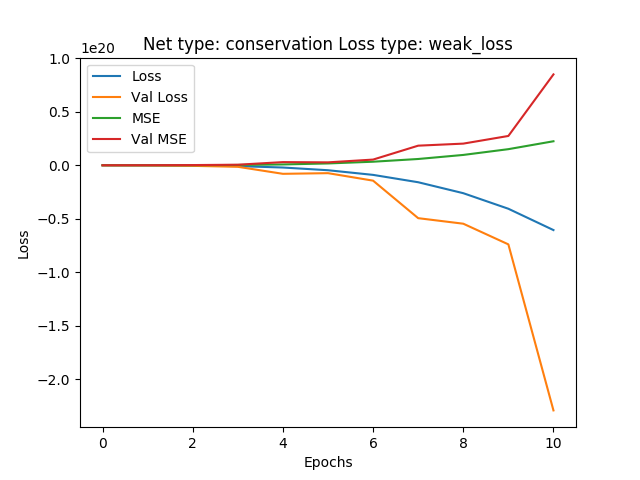 Net type: conservation Loss type: weak_loss
1e20
Loss
Val Loss
MSE
Val MSE
1.0
0.5
0.0
−0.5
−1.0
−1.5
−2.0
Loss
0 2 4 6 8 10
Epochs